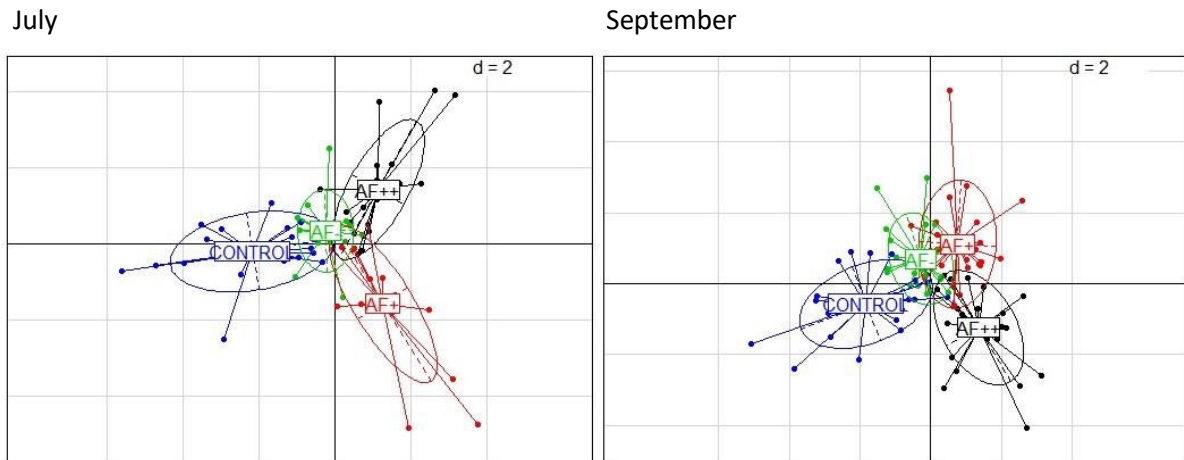 July
September
d = 2
d = 2
AF++
AF-
CONTROL
AF+
AF+
AF-
CONTROL
AF++